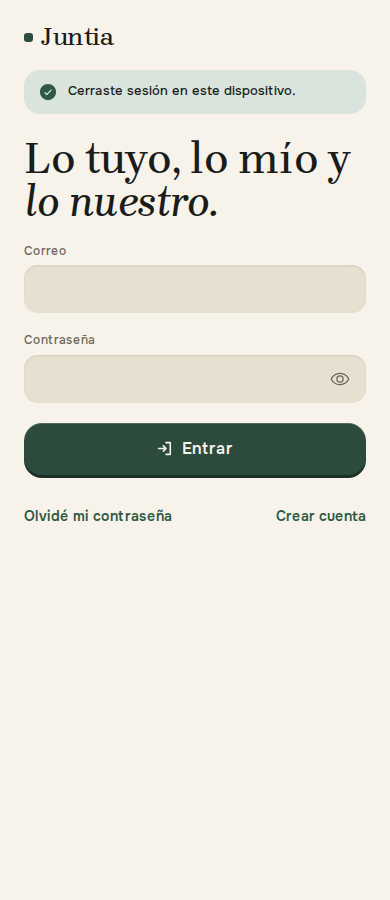 Juntia
Cerraste sesión en este dispositivo.
Lo tuyo, lo mío y
lo nuestro.
Correo
Contraseña
Entrar
Olvidé mi contraseña
Crear cuenta